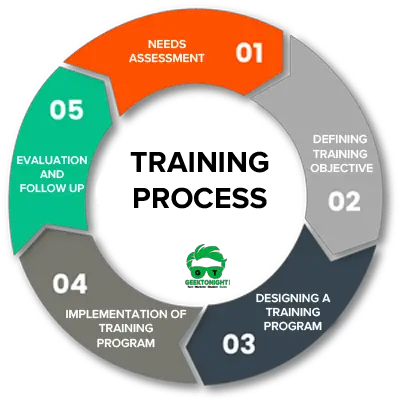 NEEDS
ASSESSMENT
01
DEFINING
TRAINING
OBJECTIVE
02
DESIGNING A
TRAINING
PROGRAM
03
04
IMPLEMENTATION OF
TRAINING
PROGRAM
05
EVALUATION
AND
FOLLOW UP
TRAINING
PROCESS
G T
GEEKTONIGHT